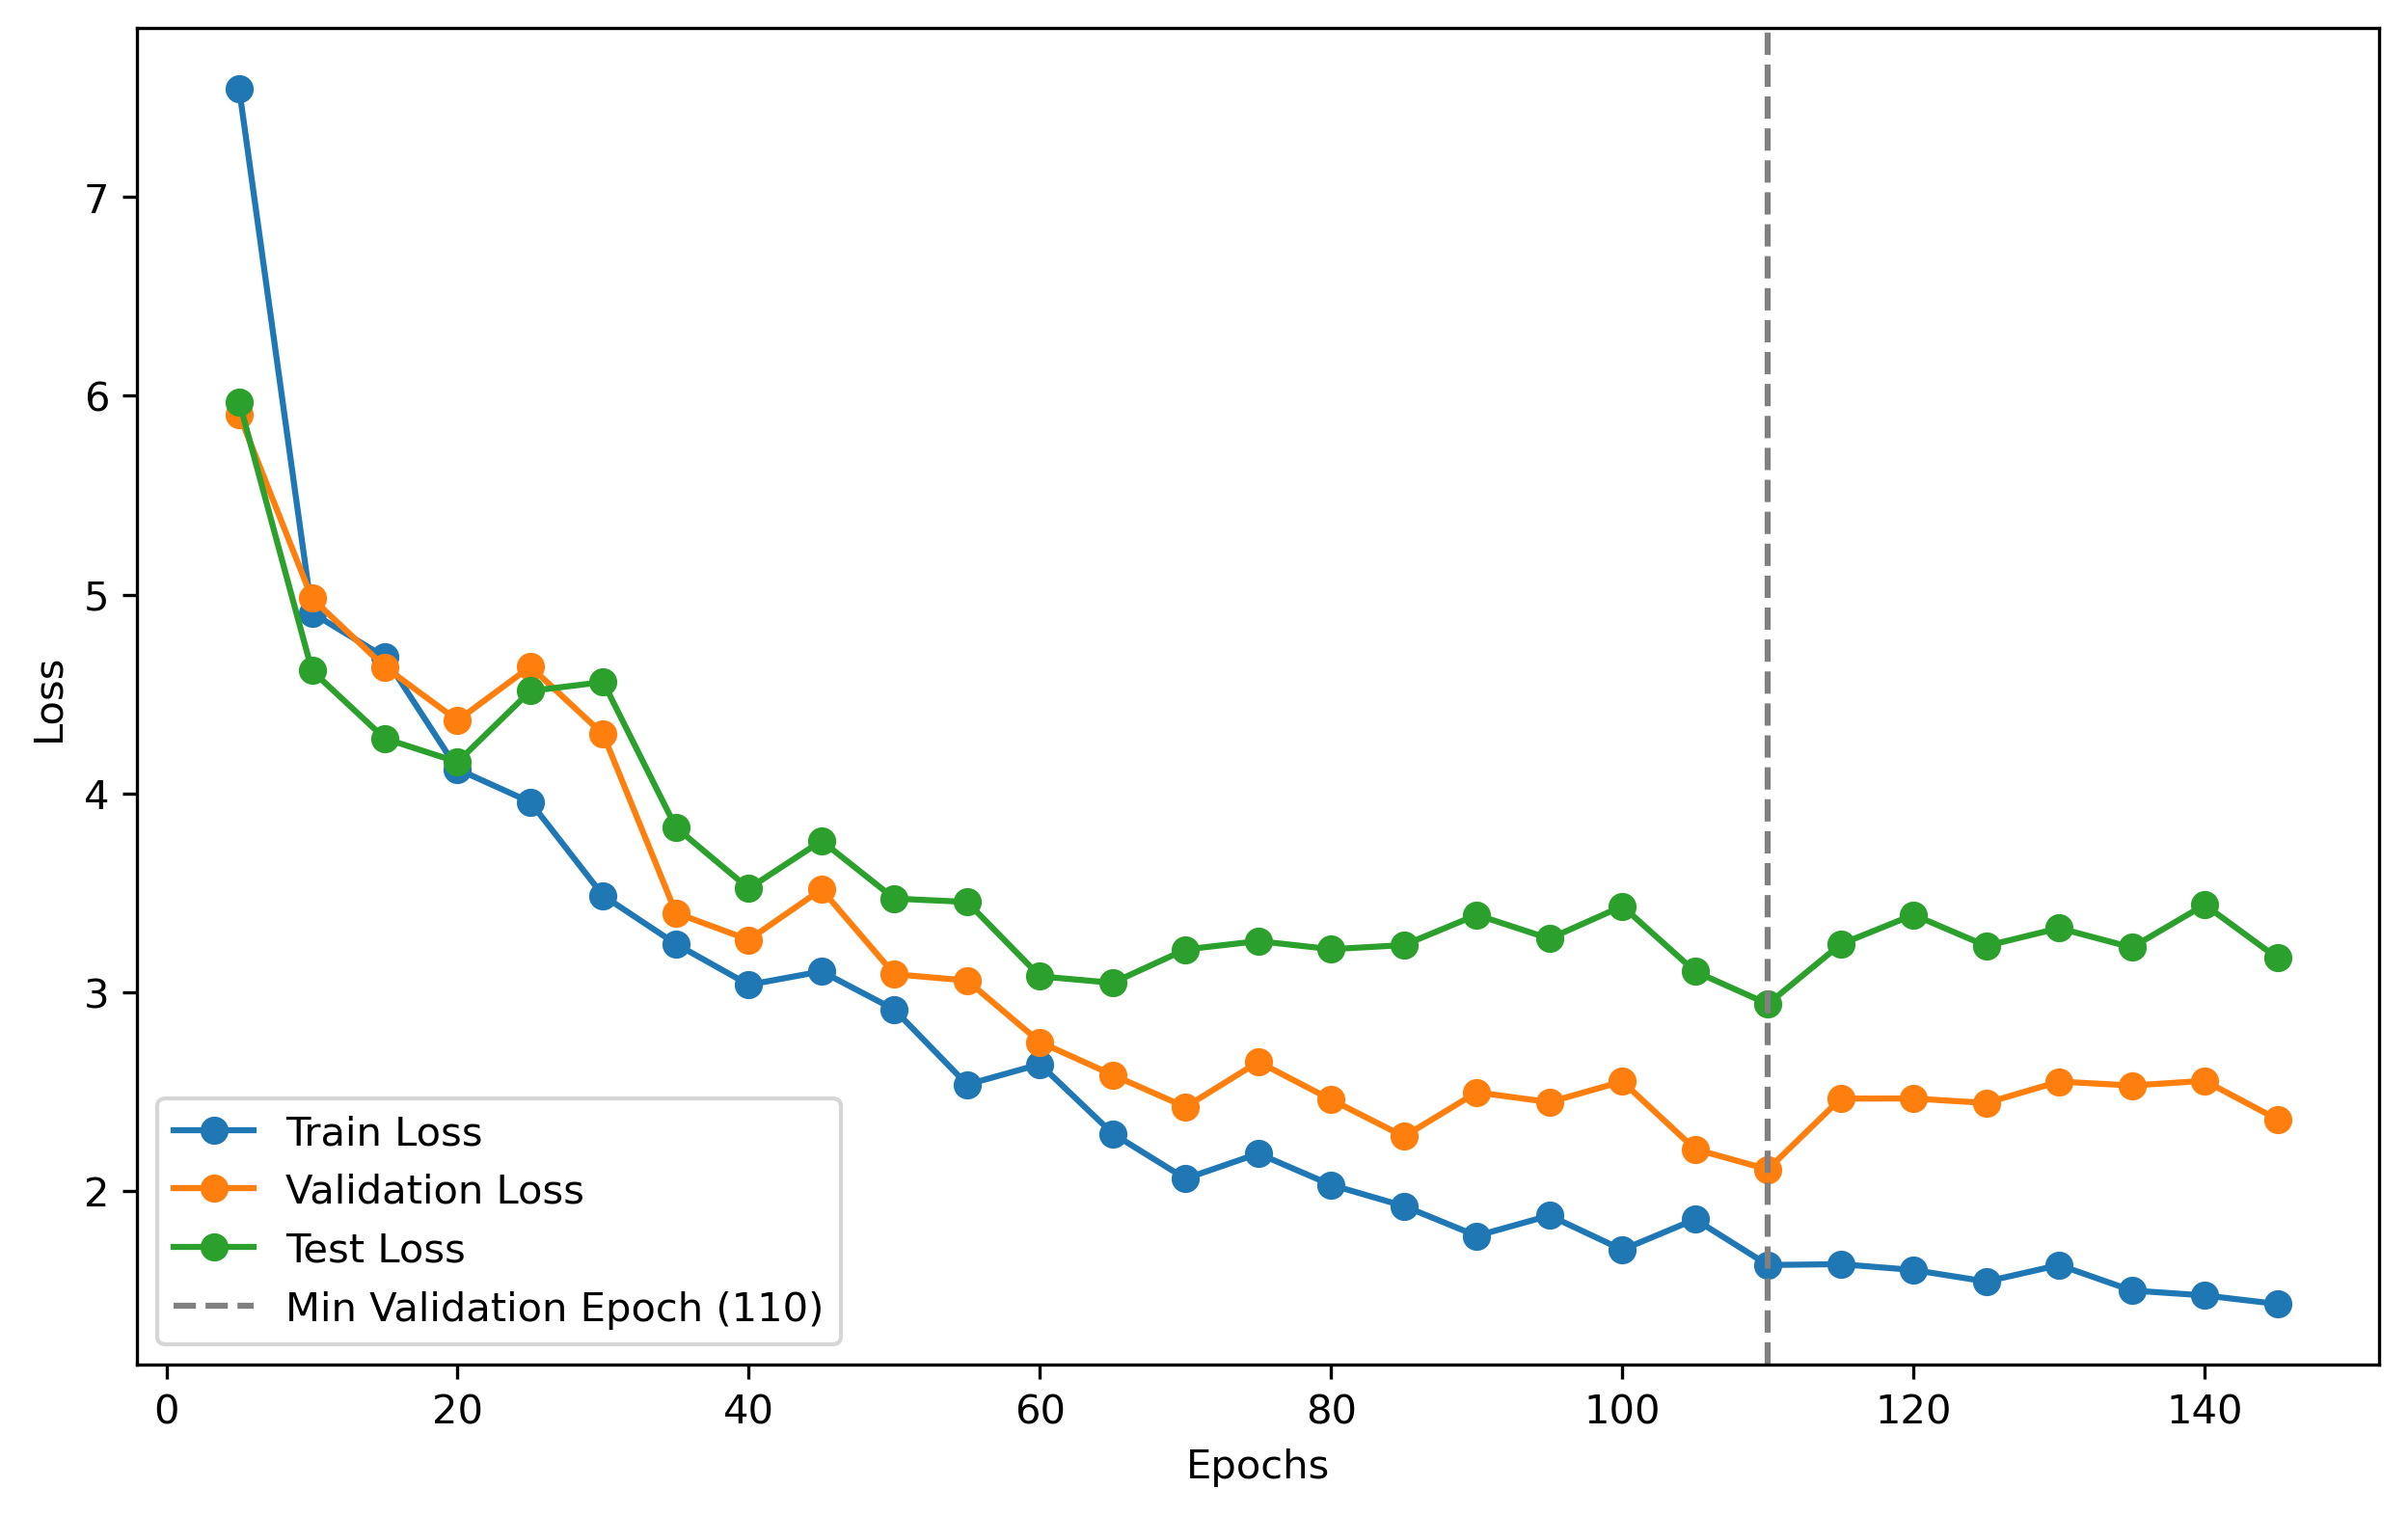 7
6
5
4
3
2
Loss
Train Loss
Validation Loss
Test Loss
Min Validation Epoch (110)
0 20 40 60 80 100 120 140
Epochs